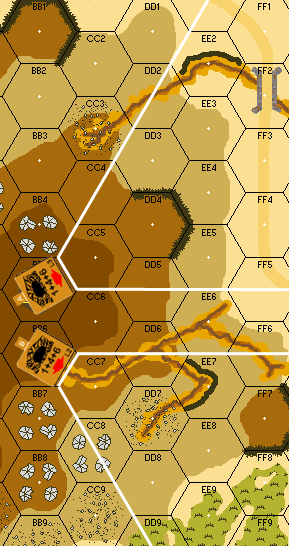 BB1
DD1
FF1
CC2
EE2
BB2
DD2
FF2
CC3
EE3
BB3
DD3
FF3
CC4
EE4
BB4
DD4
FF4
CC5
EE5
DD5
FF5
CC6
EE6
DD6
FF6
CC7
EE7
BB7
DD7
FF7
CC8
EE8
BB8
DD8
FF8
CC9
EE9
BB9
DD9
FF9